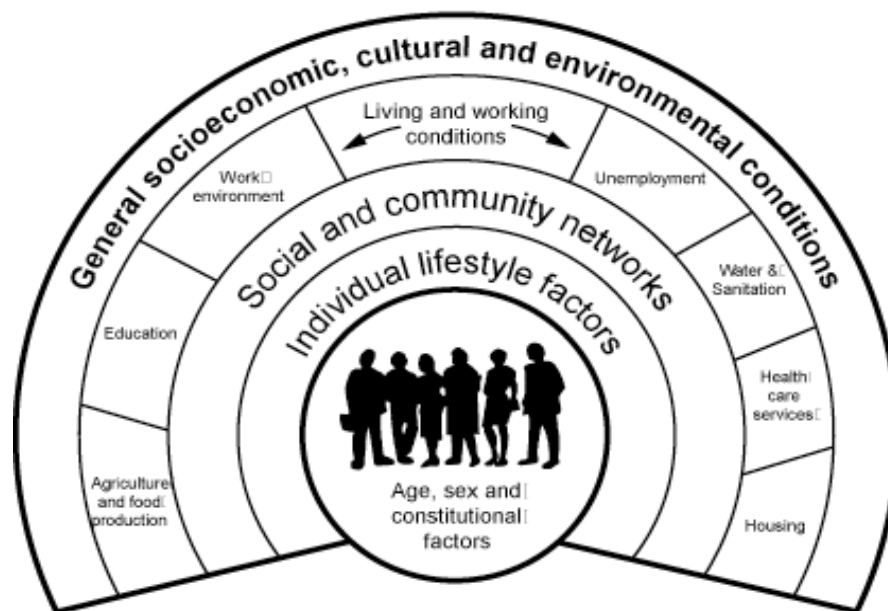 General socioeconomic, cultural and environmental conditions
Living and working
conditions
Work
environment
Unemployment
Education
Water &
Sanitation
Agriculture
and food
production
Health
care
services
Housing
Social and community networks
Individual lifestyle factors
Age, sex and
constitutional
factors